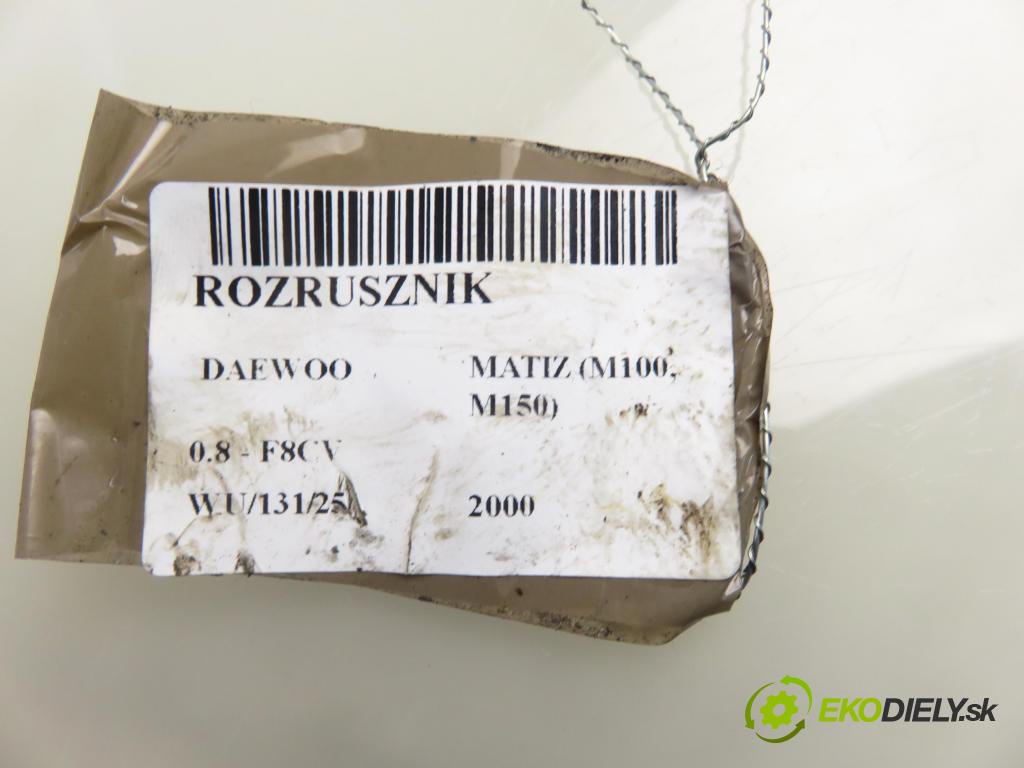 ROZRUSZNIK
DAEWOO MATIZ (M100,
M150)
0.8 - F8CV
WU/131/25 2000
EKODIELY.sk